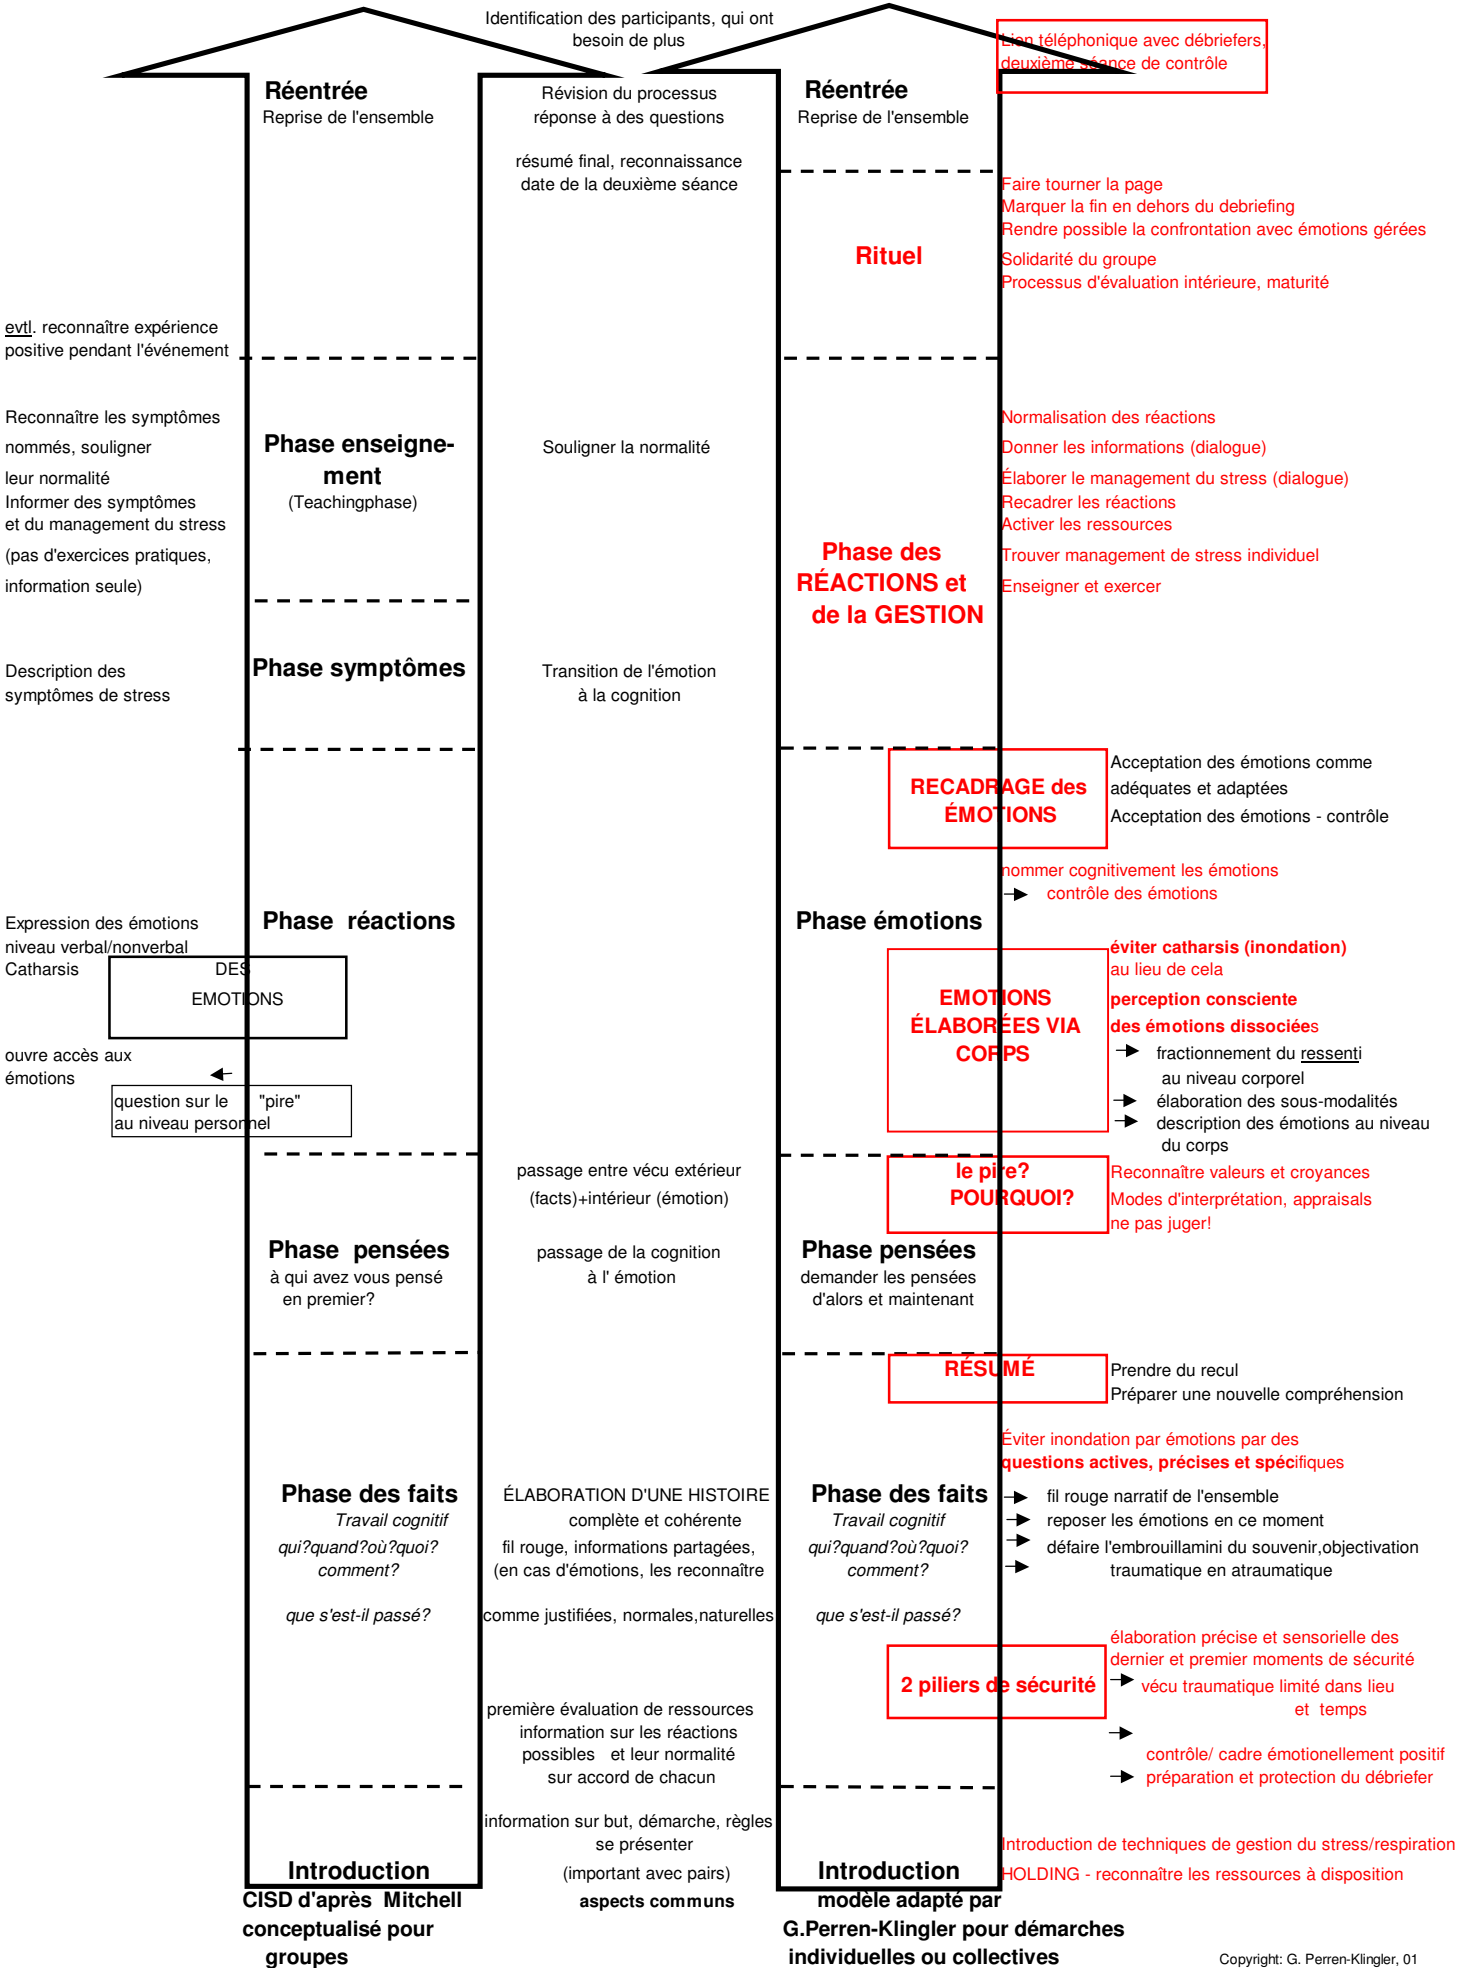 Identification des participants, qui ont
besoin de plus
Lien téléphonique avec débriefers,
deuxième séance de contrôle
Réentrée
Reprise de l'ensemble
Révision du processus
réponse à des questions
Réentrée
Reprise de l'ensemble
résumé final, reconnaissance
date de la deuxième séance
Faire tourner la page
Marquer la fin en dehors du debriefing
Rendre possible la confrontation avec émotions gérées
Rituel
Solidarité du groupe
Processus d'évaluation intérieure, maturité
evtl. reconnaître expérience
positive pendant l'événement
Reconnaître les symptômes
nommés, souligner
leur normalité
Informer des symptômes
et du management du stress
(pas d'exercices pratiques,
information seule)
Phase enseigne-
ment
(Teachingphase)
Souligner la normalité
Phase des
RÉACTIONS et
de la GESTION
Normalisation des réactions
Donner les informations (dialogue)
Élaborer le management du stress (dialogue)
Recadrer les réactions
Activer les ressources
Trouver management de stress individuel
Enseigner et exercer
Description des
symptômes de stress
Phase symptômes
Transition de l'émotion
à la cognition
RECADRAGE des
ÉMOTIONS
Acceptation des émotions comme
adéquates et adaptées
Acceptation des émotions - contrôle
nommer cognitivement les émotions
contrôle des émotions
Expression des émotions
niveau verbal/nonverbal
Catharsis
DES
EMOTIONS
Phase réactions
Phase émotions
EMOTIONS
ÉLABORÉES VIA
CORPS
éviter catharsis (inondation)
au lieu de cela
perception consciente
des émotions dissociées
fractionnement du ressenti
au niveau corporel
élaboration des sous-modalités
description des émotions au niveau
du corps
ouvre accès aux
émotions
question sur le "pire"
au niveau personnel
passage entre vécu extérieur
(facts)+intérieur (émotion)
le pire?
POURQUOI?
Reconnaître valeurs et croyances
Modes d'interprétation, appraisals
ne pas juger!
Phase pensées
à qui avez vous pensé
en premier?
passage de la cognition
à l' émotion
Phase pensées
demander les pensées
d'alors et maintenant
RÉSUMÉ
Prendre du recul
Préparer une nouvelle compréhension
Éviter inondation par émotions par des
questions actives, précises et spécifiques
Phase des faits
Travail cognitif
qui?quand?où?quoi?
comment?
que s'est-il passé?
ÉLABORATION D'UNE HISTOIRE
complète et cohérente
fil rouge, informations partagées,
(en cas d'émotions, les reconnaître
comme justifiées, normales,naturelles
Phase des faits
Travail cognitif
qui?quand?où?quoi?
comment?
que s'est-il passé?
fil rouge narratif de l'ensemble
reposer les émotions en ce moment
défaire l'embrouillamini du souvenir,objectivation
traumatique en atraumatique
2 piliers de sécurité
élaboration précise et sensorielle des
dernier et premier moments de sécurité
vécu traumatique limité dans lieu
et temps
contrôle/ cadre émotionellement positif
préparation et protection du débriefer
première évaluation de ressources
information sur les réactions
possibles et leur normalité
sur accord de chacun
information sur but, démarche, règles
se présenter
(important avec pairs)
aspects communs
Introduction
CISD d'après Mitchell
conceptualisé pour
groupes
Introduction
modèle adapté par
G.Perren-Klingler pour démarches
individuelles ou collectives
Introduction de techniques de gestion du stress/respiration
HOLDING - reconnaître les ressources à disposition
Copyright: G. Perren-Klingler, 01